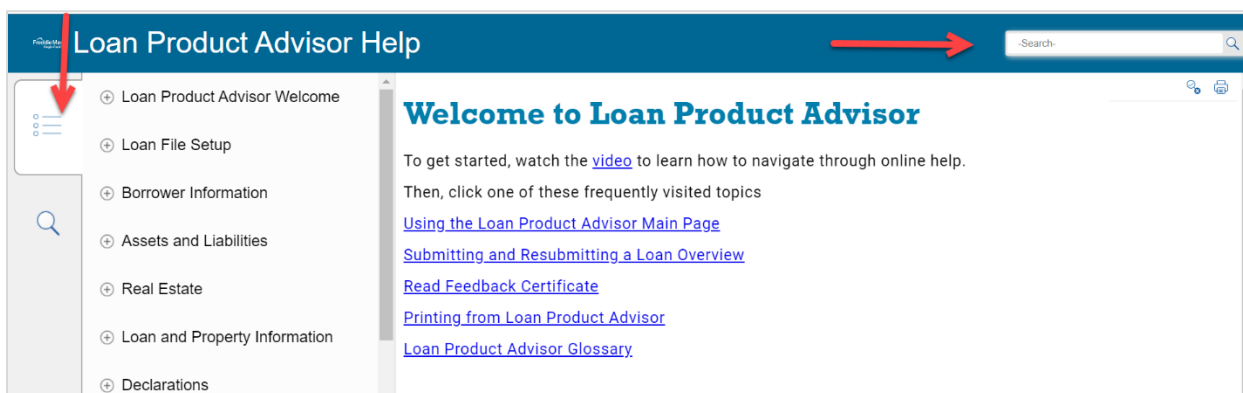 Freddie Mac
Loan Product Advisor Help
-Search-
Loan Product Advisor Welcome
Loan File Setup
Borrower Information
Assets and Liabilities
Real Estate
Loan and Property Information
Declarations
Welcome to Loan Product Advisor
To get started, watch the video to learn how to navigate through online help.
Then, click one of these frequently visited topics
Using the Loan Product Advisor Main Page
Submitting and Resubmitting a Loan Overview
Read Feedback Certificate
Printing from Loan Product Advisor
Loan Product Advisor Glossary